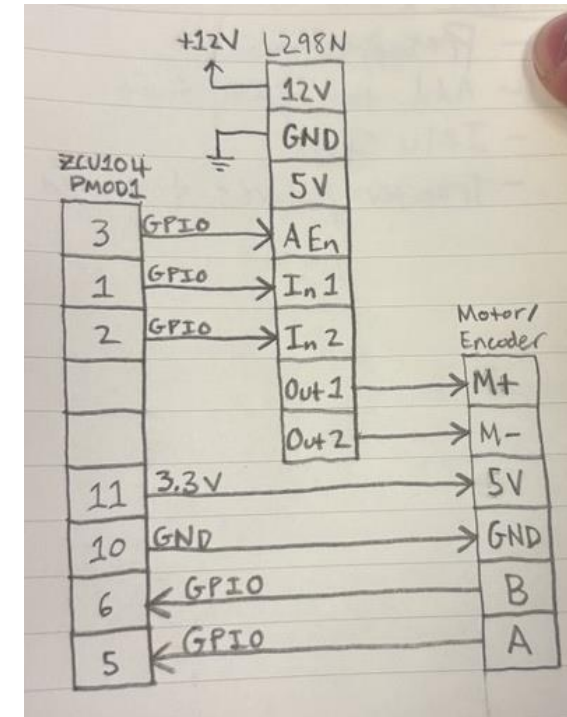 +12V L298N
12V
GND
5V
ZCU104
PMOD1
3 GPIO A En
1 GPIO In 1
2 GPIO In 2
Motor/
Encoder
Out 1 M+
Out 2 M-
11 3.3V 5V
10 GND GND
6 GPIO B
5 GPIO A